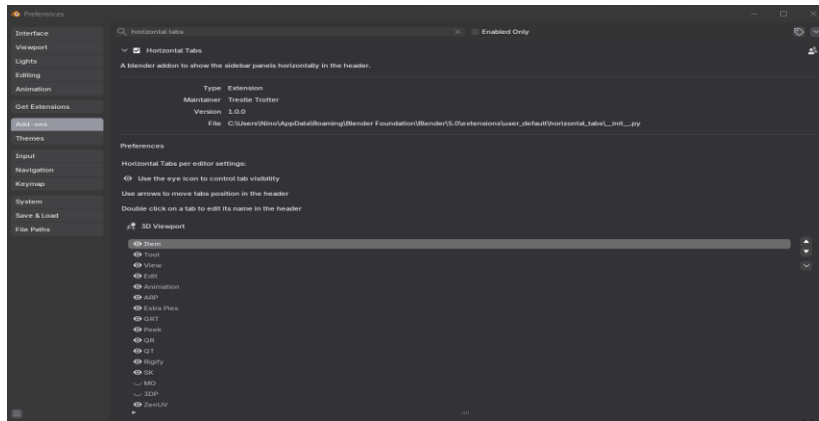 Preferences
Interface
Viewport
Lights
Editing
Animation
Get Extensions
Add-ons
Themes
Input
Navigation
Keymap
System
Save & Load
File Paths
horizontal tabs
Enabled Only
Horizontal Tabs
A blender addon to show the sidebar panels horizontally in the header.
Type Extension
Maintainer Trestle Trotter
Version 1.0.0
File C:\Users\Nino\AppData\Roaming\Blender Foundation\Blender\5.0\extensions\user_default\horizontal_tabs\__init__.py
Preferences
Horizontal Tabs per editor settings:
Use the eye icon to control tab visibility
Use arrows to move tabs position in the header
Double click on a tab to edit its name in the header
3D Viewport
Item
Tool
View
Edit
Animation
ARP
Extra Pies
GRT
Peek
QR
QT
Rigify
SK
MO
3DP
ZenUV